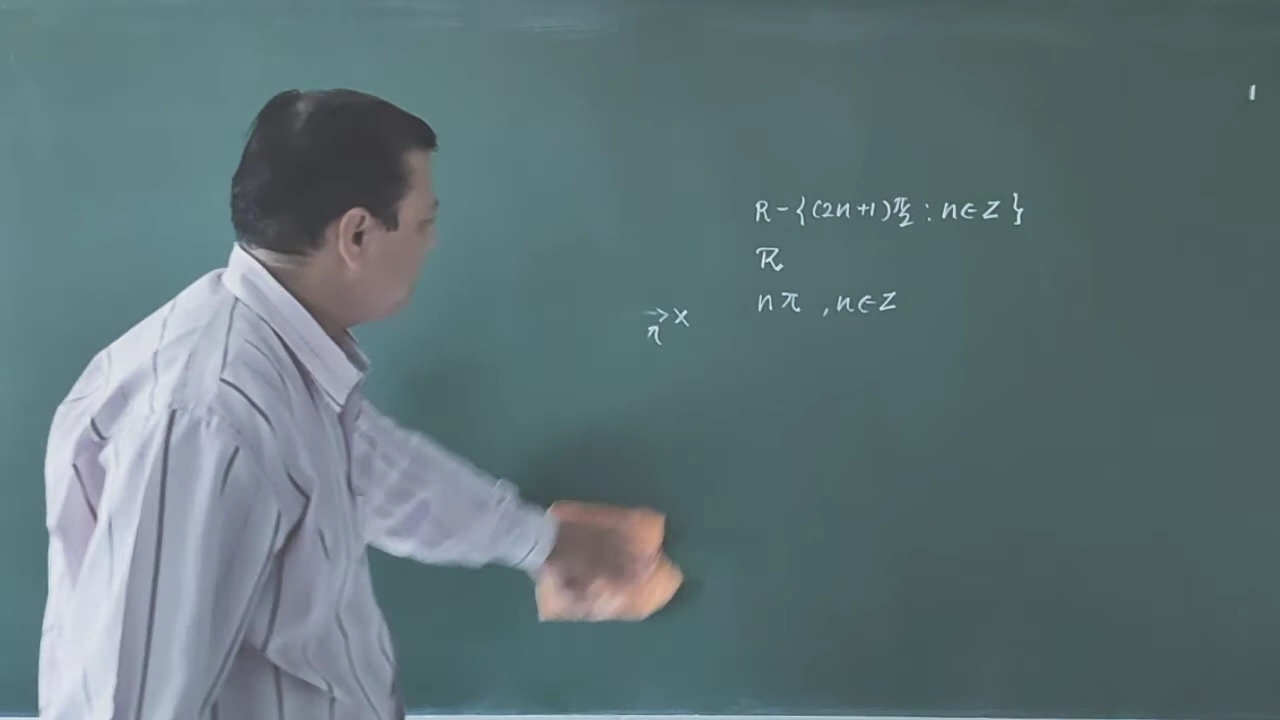 R - {(2n+1)π/2 : n∈Z}
R
nπ , n∈Z
→X
π